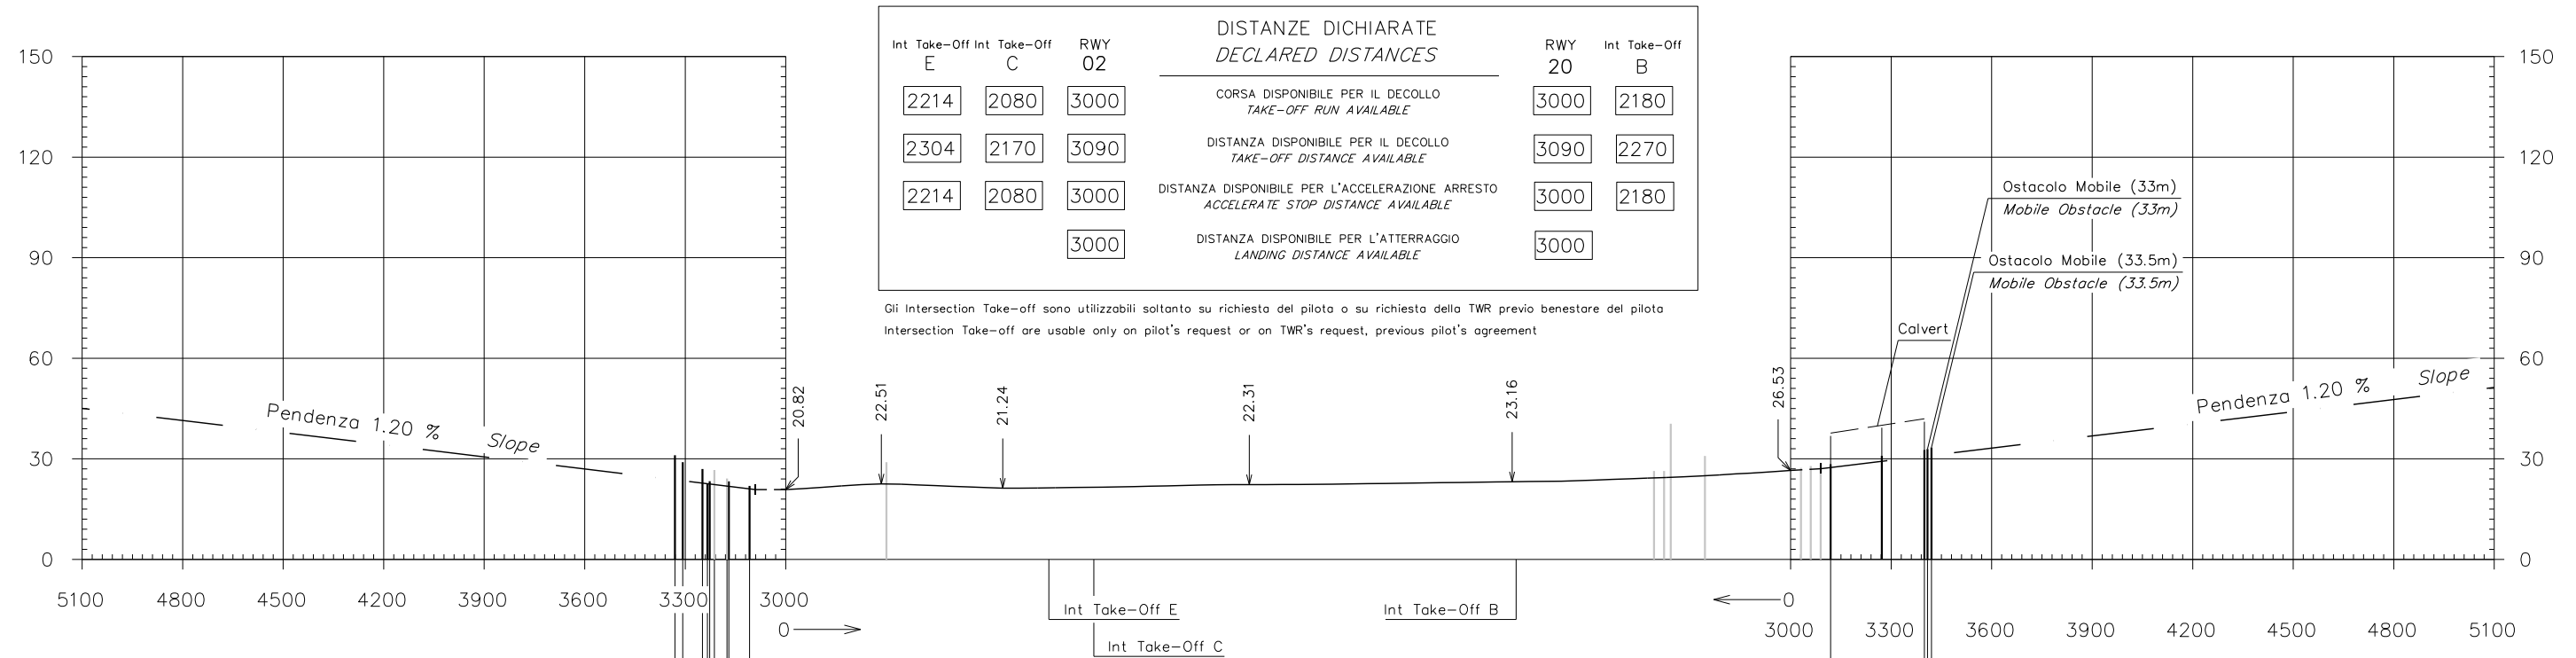 DISTANZE DICHIARATE
DECLARED DISTANCES
Int Take-Off E
Int Take-Off C
RWY 02
RWY 20
Int Take-Off B
2214 2080 3000
CORSA DISPONIBILE PER IL DECOLLO
TAKE-OFF RUN AVAILABLE
3000 2180
2304 2170 3090
DISTANZA DISPONIBILE PER IL DECOLLO
TAKE-OFF DISTANCE AVAILABLE
3090 2270
2214 2080 3000
DISTANZA DISPONIBILE PER L'ACCELERAZIONE ARRESTO
ACCELERATE STOP DISTANCE AVAILABLE
3000 2180
3000
DISTANZA DISPONIBILE PER L'ATTERRAGGIO
LANDING DISTANCE AVAILABLE
3000
Gli Intersection Take-off sono utilizzabili soltanto su richiesta del pilota o su richiesta della TWR previo benestare del pilota
Intersection Take-off are usable only on pilot's request or on TWR's request, previous pilot's agreement
150
120
90
60
30
0
Pendenza 1.20 % Slope
5100 4800 4500 4200 3900 3600 3300 3000
0
20.82
22.51
21.24
22.31
23.16
26.53
Int Take-Off E
Int Take-Off C
Int Take-Off B
Ostacolo Mobile (33m)
Mobile Obstacle (33m)
Ostacolo Mobile (33.5m)
Mobile Obstacle (33.5m)
Calvert
Pendenza 1.20 % Slope
150
120
90
60
30
0
0
3000 3300 3600 3900 4200 4500 4800 5100